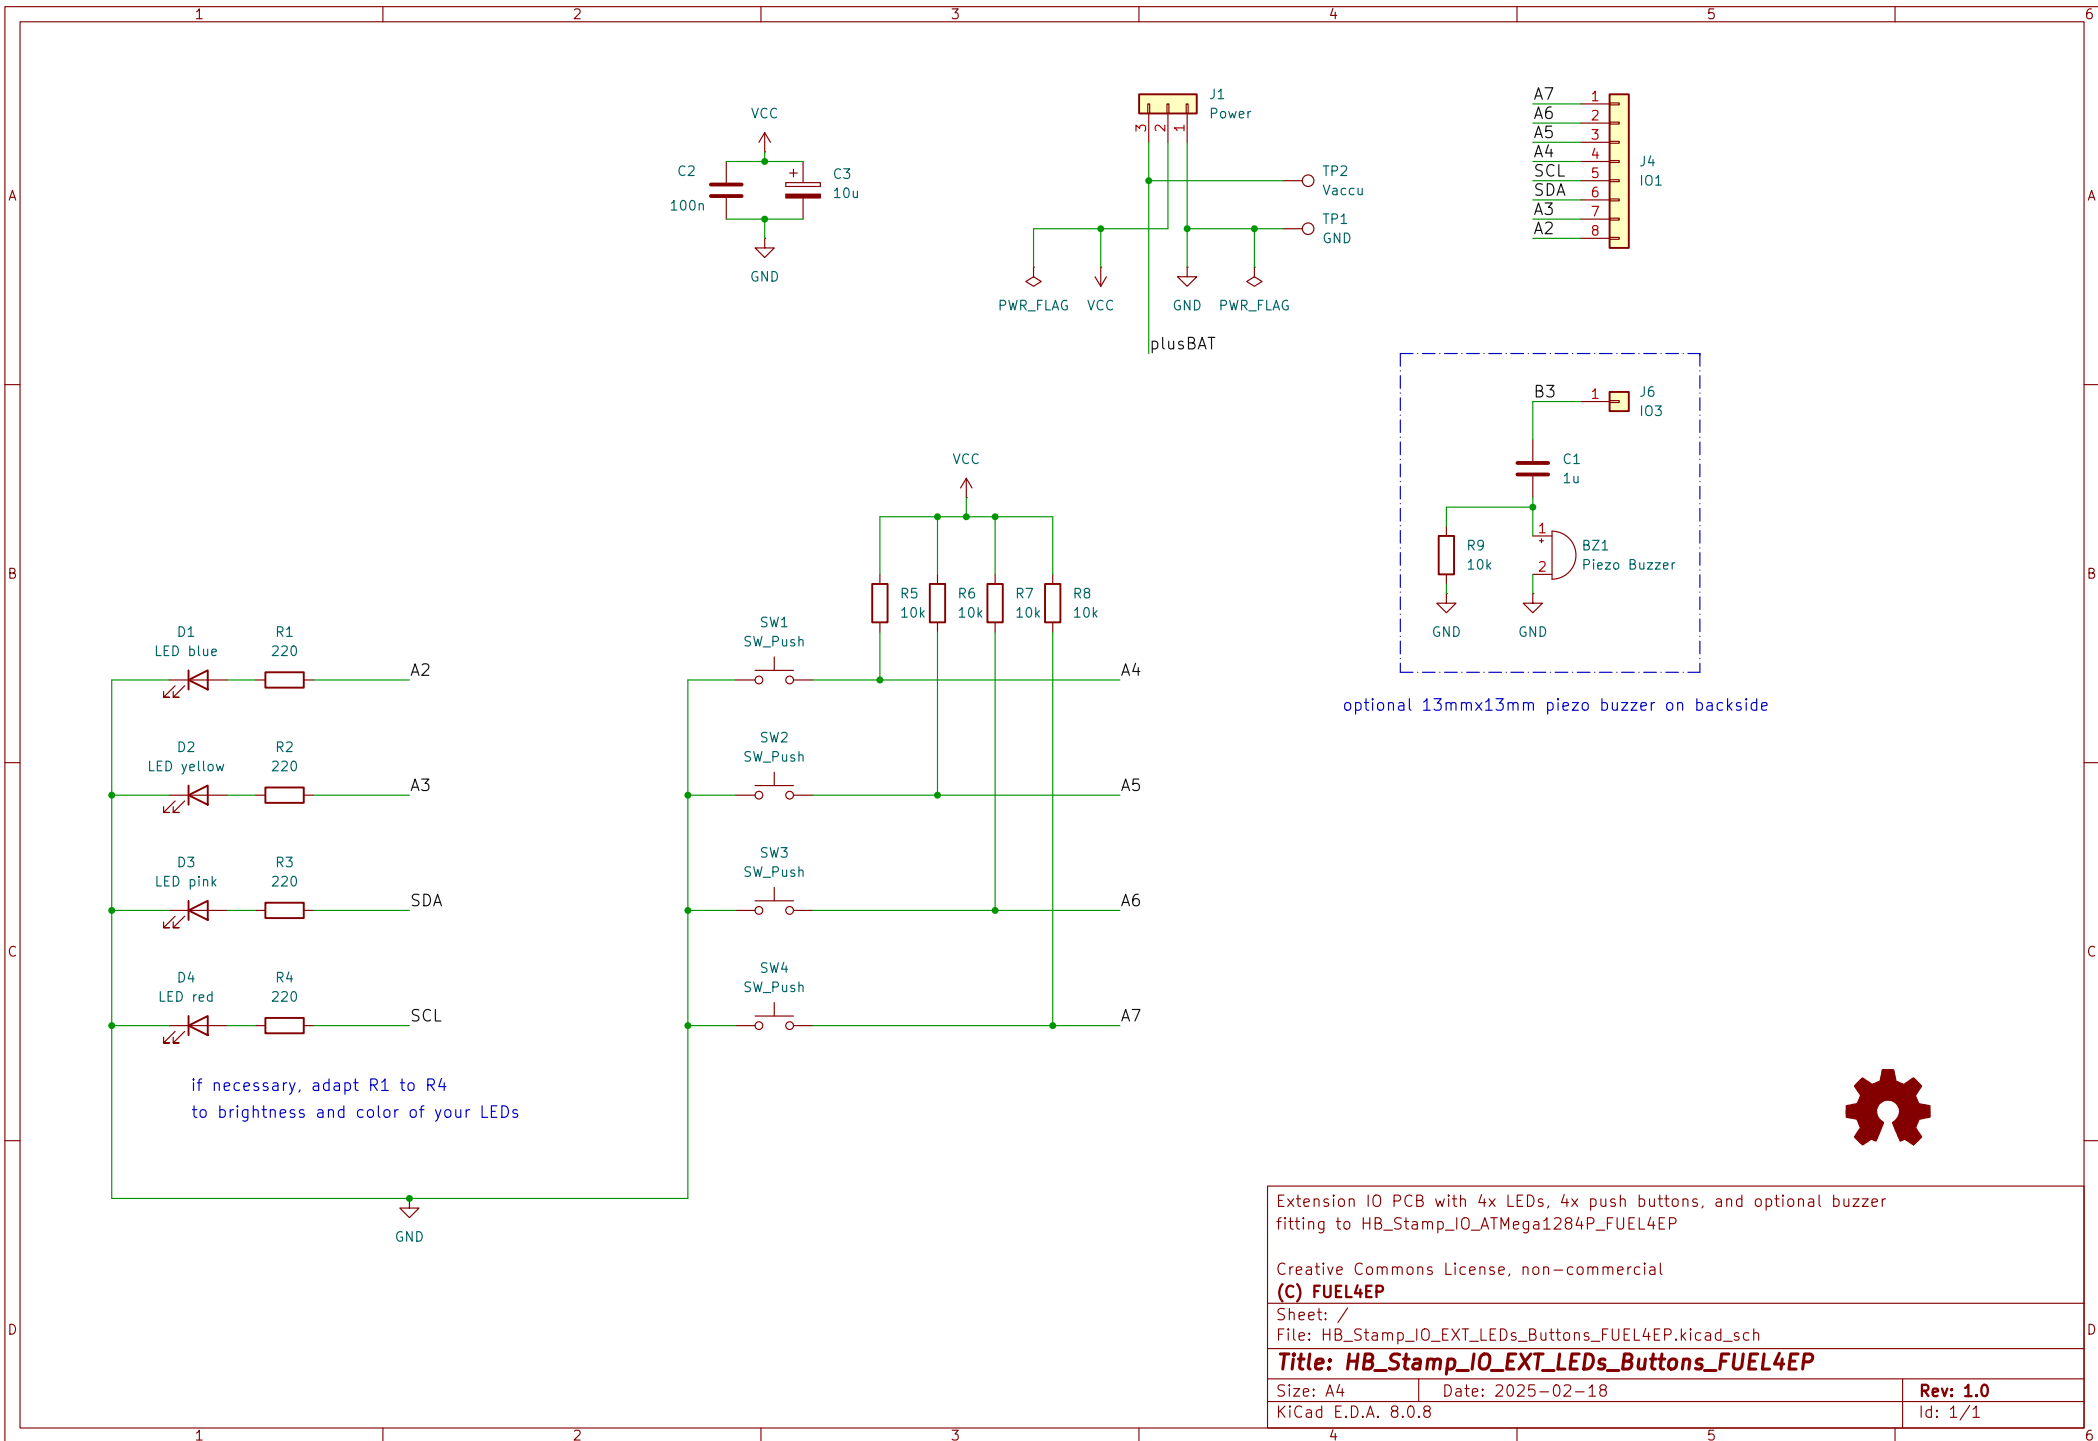 1 2 3 4 5 6
A
B
C
D
VCC
C2
100n
C3
10u
+
GND
J1
Power
3 2 1
TP2
Vaccu
TP1
GND
PWR_FLAG VCC GND PWR_FLAG
plusBAT
A7 1
A6 2
A5 3
A4 4
SCL 5
SDA 6
A3 7
A2 8
J4
IO1
B3 1
J6
IO3
C1
1u
R9
10k
1
+
2
BZ1
Piezo Buzzer
GND GND
optional 13mmx13mm piezo buzzer on backside
VCC
R5 R6 R7 R8
10k 10k 10k 10k
D1 R1
LED blue 220
A2
D2 R2
LED yellow 220
A3
D3 R3
LED pink 220
SDA
D4 R4
LED red 220
SCL
SW1
SW_Push
A4
SW2
SW_Push
A5
SW3
SW_Push
A6
SW4
SW_Push
A7
if necessary, adapt R1 to R4
to brightness and color of your LEDs
GND
Extension IO PCB with 4x LEDs, 4x push buttons, and optional buzzer
fitting to HB_Stamp_IO_ATMega1284P_FUEL4EP
Creative Commons License, non-commercial
(C) FUEL4EP
Sheet: /
File: HB_Stamp_IO_EXT_LEDs_Buttons_FUEL4EP.kicad_sch
Title: HB_Stamp_IO_EXT_LEDs_Buttons_FUEL4EP
Size: A4 Date: 2025-02-18 Rev: 1.0
KiCad E.D.A. 8.0.8 Id: 1/1
A
B
C
D
1 2 3 4 5 6